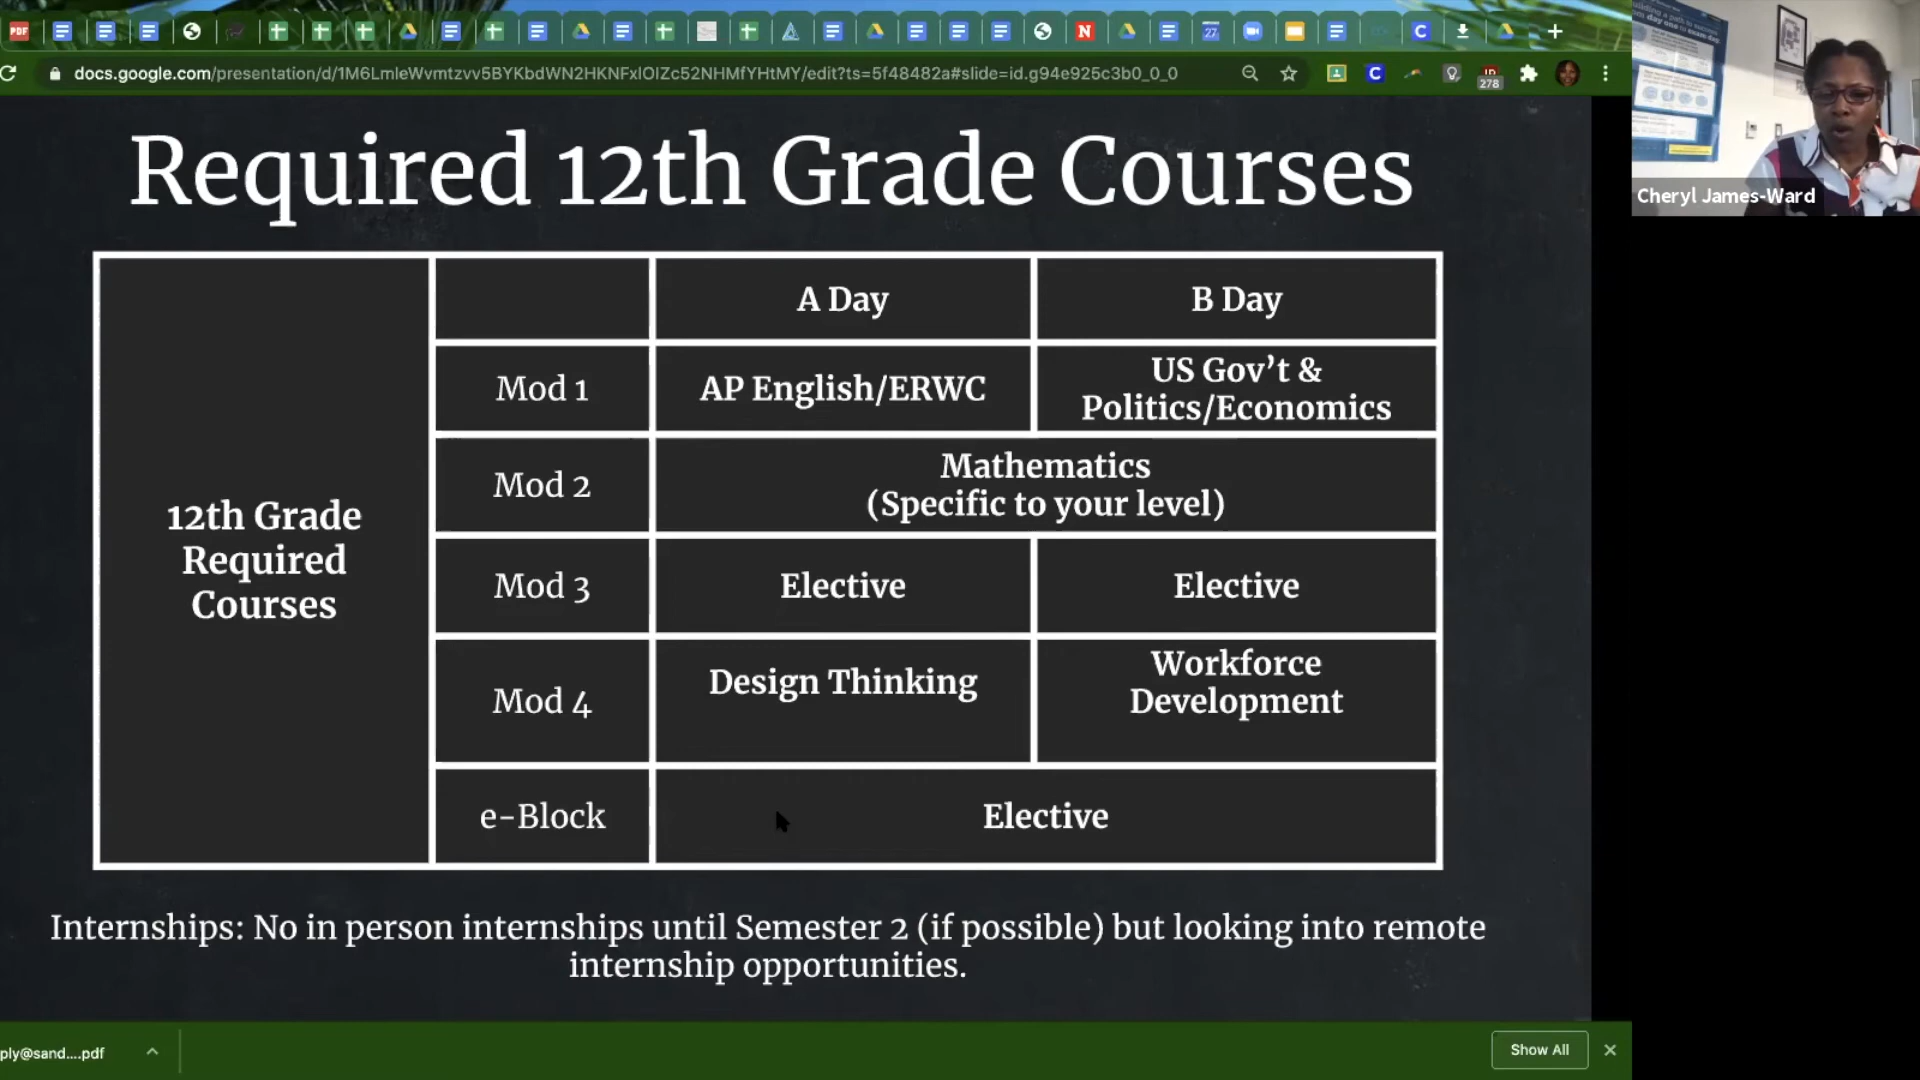 PDF
27
N
C
docs.google.com/presentation/d/1M6LmleWvmtzvv5BYKbdWN2HKNFxlOIZc52NHMfYHtMY/edit?ts=5f48482a#slide=id.g94e925c3b0_0_0
C
278
Cheryl James-Ward
Required 12th Grade Courses
A Day
B Day
Mod 1
AP English/ERWC
US Gov’t &
Politics/Economics
Mod 2
Mathematics
(Specific to your level)
12th Grade
Required
Courses
Mod 3
Elective
Elective
Mod 4
Design Thinking
Workforce
Development
e-Block
Elective
Internships: No in person internships until Semester 2 (if possible) but looking into remote
internship opportunities.
ply@sand....pdf
Show All